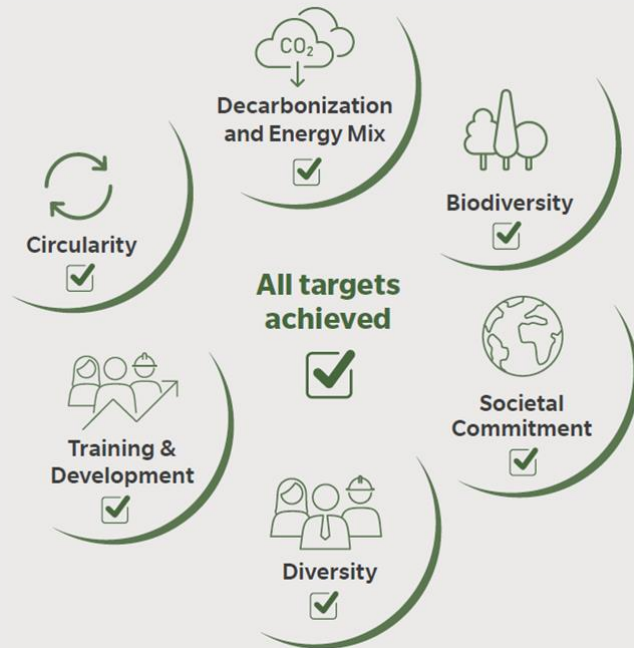 CO₂
Decarbonization
and Energy Mix
Biodiversity
Circularity
All targets
achieved
Societal
Commitment
Training &
Development
Diversity